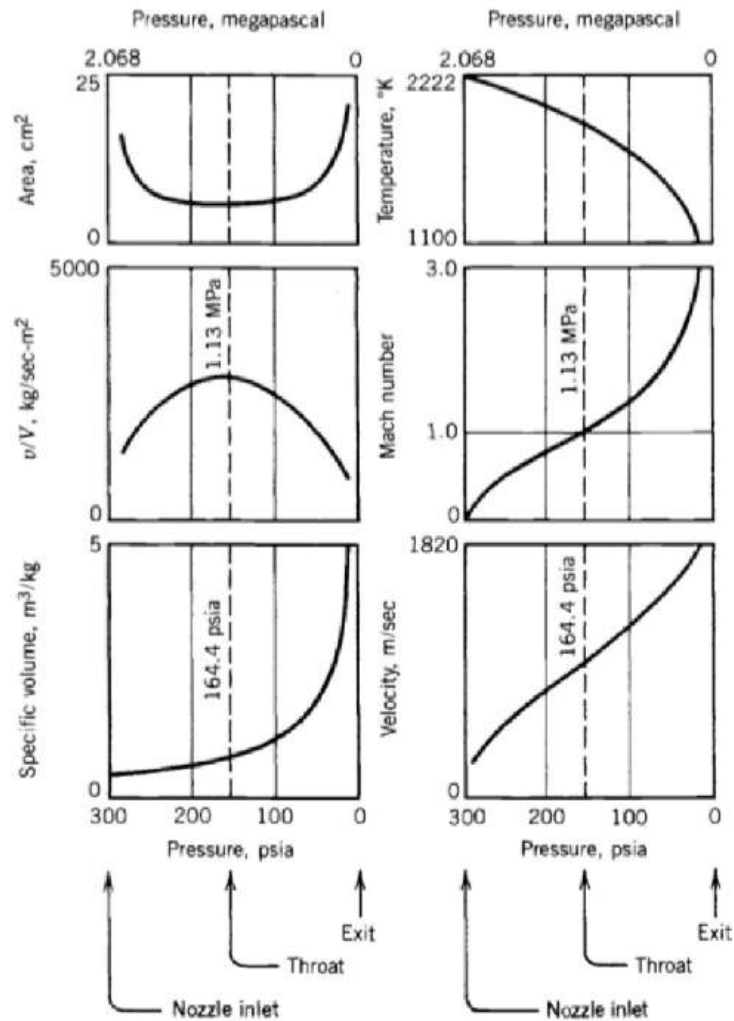 Pressure, megapascal
2.068 0
25
Area, cm2
0
Pressure, megapascal
2.068 0
2222
Temperature, °K
1100
5000
υ/V, kg/sec-m2
0
1.13 MPa
3.0
Mach number
1.0
0
1.13 MPa
5
Specific volume, m3/kg
0
164.4 psia
300 200 100 0
Pressure, psia
1820
Velocity, m/sec
0
164.4 psia
300 200 100 0
Pressure, psia
Exit
Throat
Nozzle inlet
Exit
Throat
Nozzle inlet